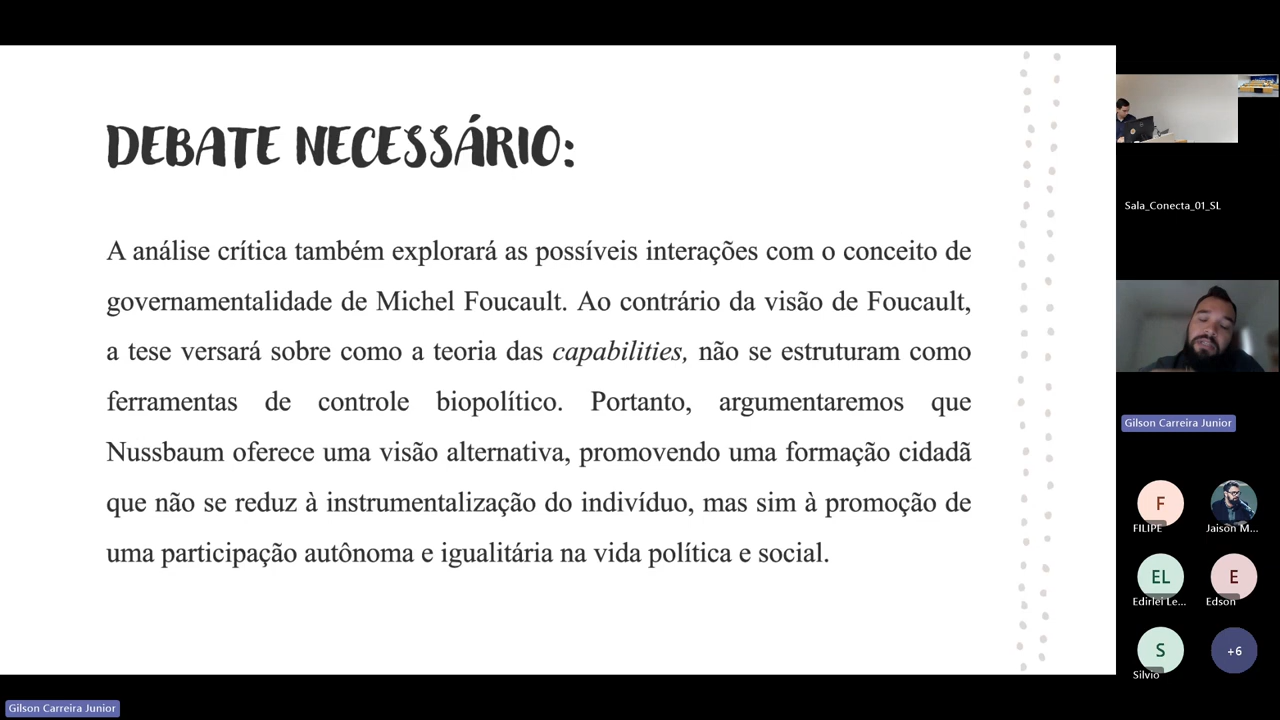 DEBATE NECESSÁRIO:
A análise crítica também explorará as possíveis interações com o conceito de
governamentalidade de Michel Foucault. Ao contrário da visão de Foucault,
a tese versará sobre como a teoria das capabilities, não se estruturam como
ferramentas de controle biopolítico. Portanto, argumentaremos que
Nussbaum oferece uma visão alternativa, promovendo uma formação cidadã
que não se reduz à instrumentalização do indivíduo, mas sim à promoção de
uma participação autônoma e igualitária na vida política e social.
Sala_Conecta_01_SL
Gilson Carreira Junior
F
FILIPE
Jaison M...
EL
Edirlei Le...
E
Edson
S
Silvio
+6
Gilson Carreira Junior